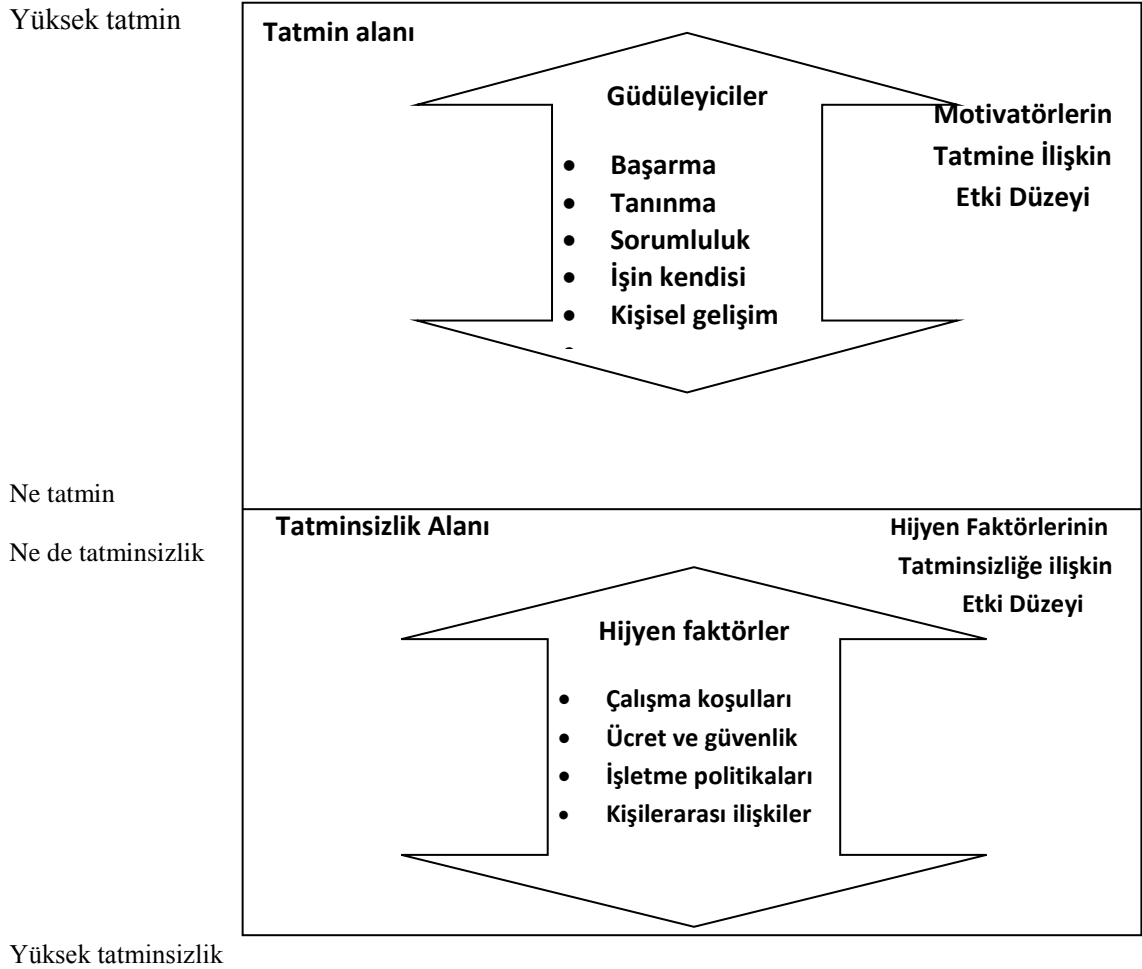 Yüksek tatmin
Tatmin alanı
Güdüleyiciler
• Başarma
• Tanınma
• Sorumluluk
• İşin kendisi
• Kişisel gelişim
Motivatörlerin
Tatmine İlişkin
Etki Düzeyi
Ne tatmin
Ne de tatminsizlik
Tatminsizlik Alanı
Hijyen Faktörlerinin
Tatminsizliğe ilişkin
Etki Düzeyi
Hijyen faktörler
• Çalışma koşulları
• Ücret ve güvenlik
• İşletme politikaları
• Kişilerarası ilişkiler
Yüksek tatminsizlik